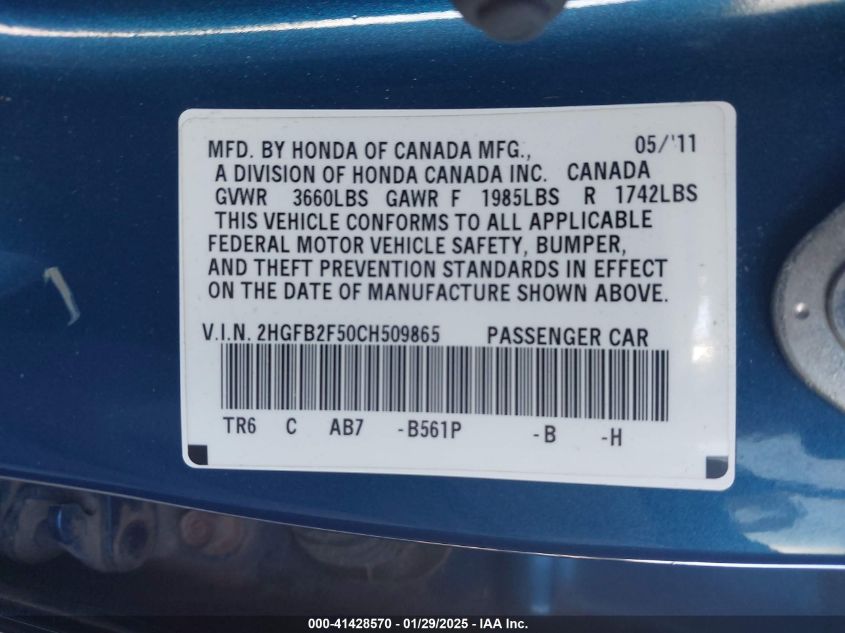 MFD. BY HONDA OF CANADA MFG., 05/'11
A DIVISION OF HONDA CANADA INC. CANADA
GVWR 3660LBS GAWR F 1985LBS R 1742LBS
THIS VEHICLE CONFORMS TO ALL APPLICABLE
FEDERAL MOTOR VEHICLE SAFETY, BUMPER,
AND THEFT PREVENTION STANDARDS IN EFFECT
ON THE DATE OF MANUFACTURE SHOWN ABOVE.
V.I.N. 2HGFB2F50CH509865 PASSENGER CAR
TR6 C AB7 -B561P -B -H
000-41428570 - 01/29/2025 - IAA Inc.